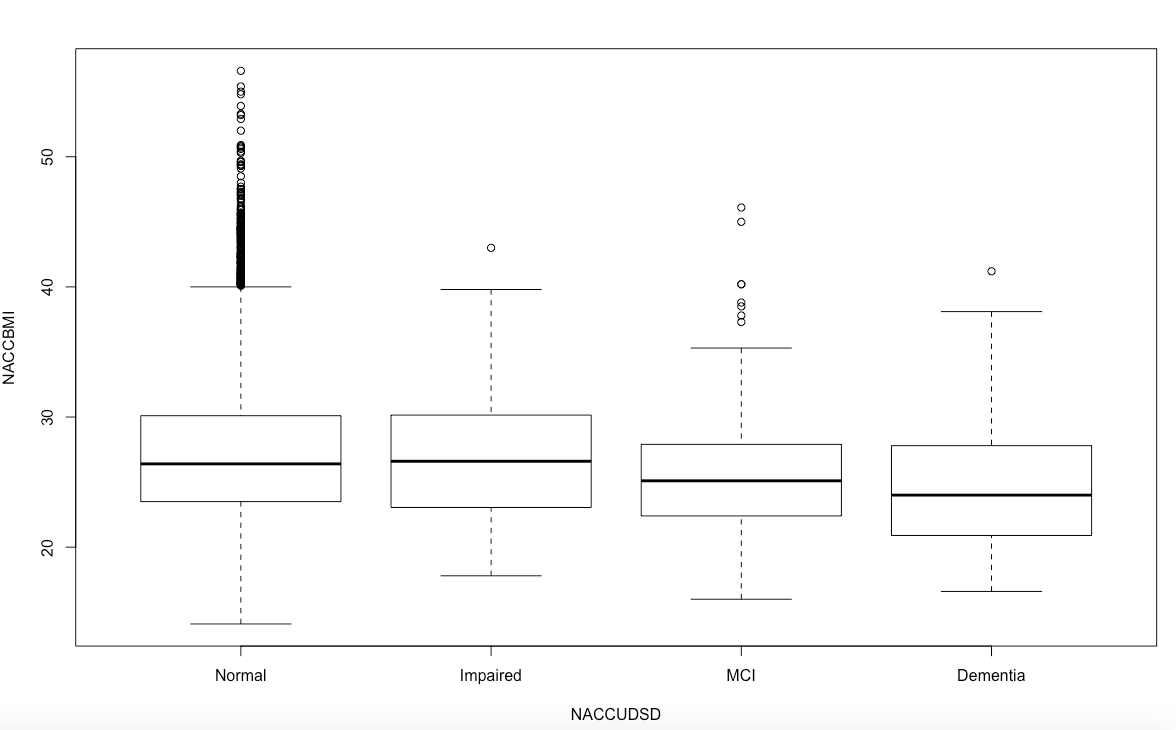 NACCBMI
50
40
30
20
Normal Impaired MCI Dementia
NACCUDSD